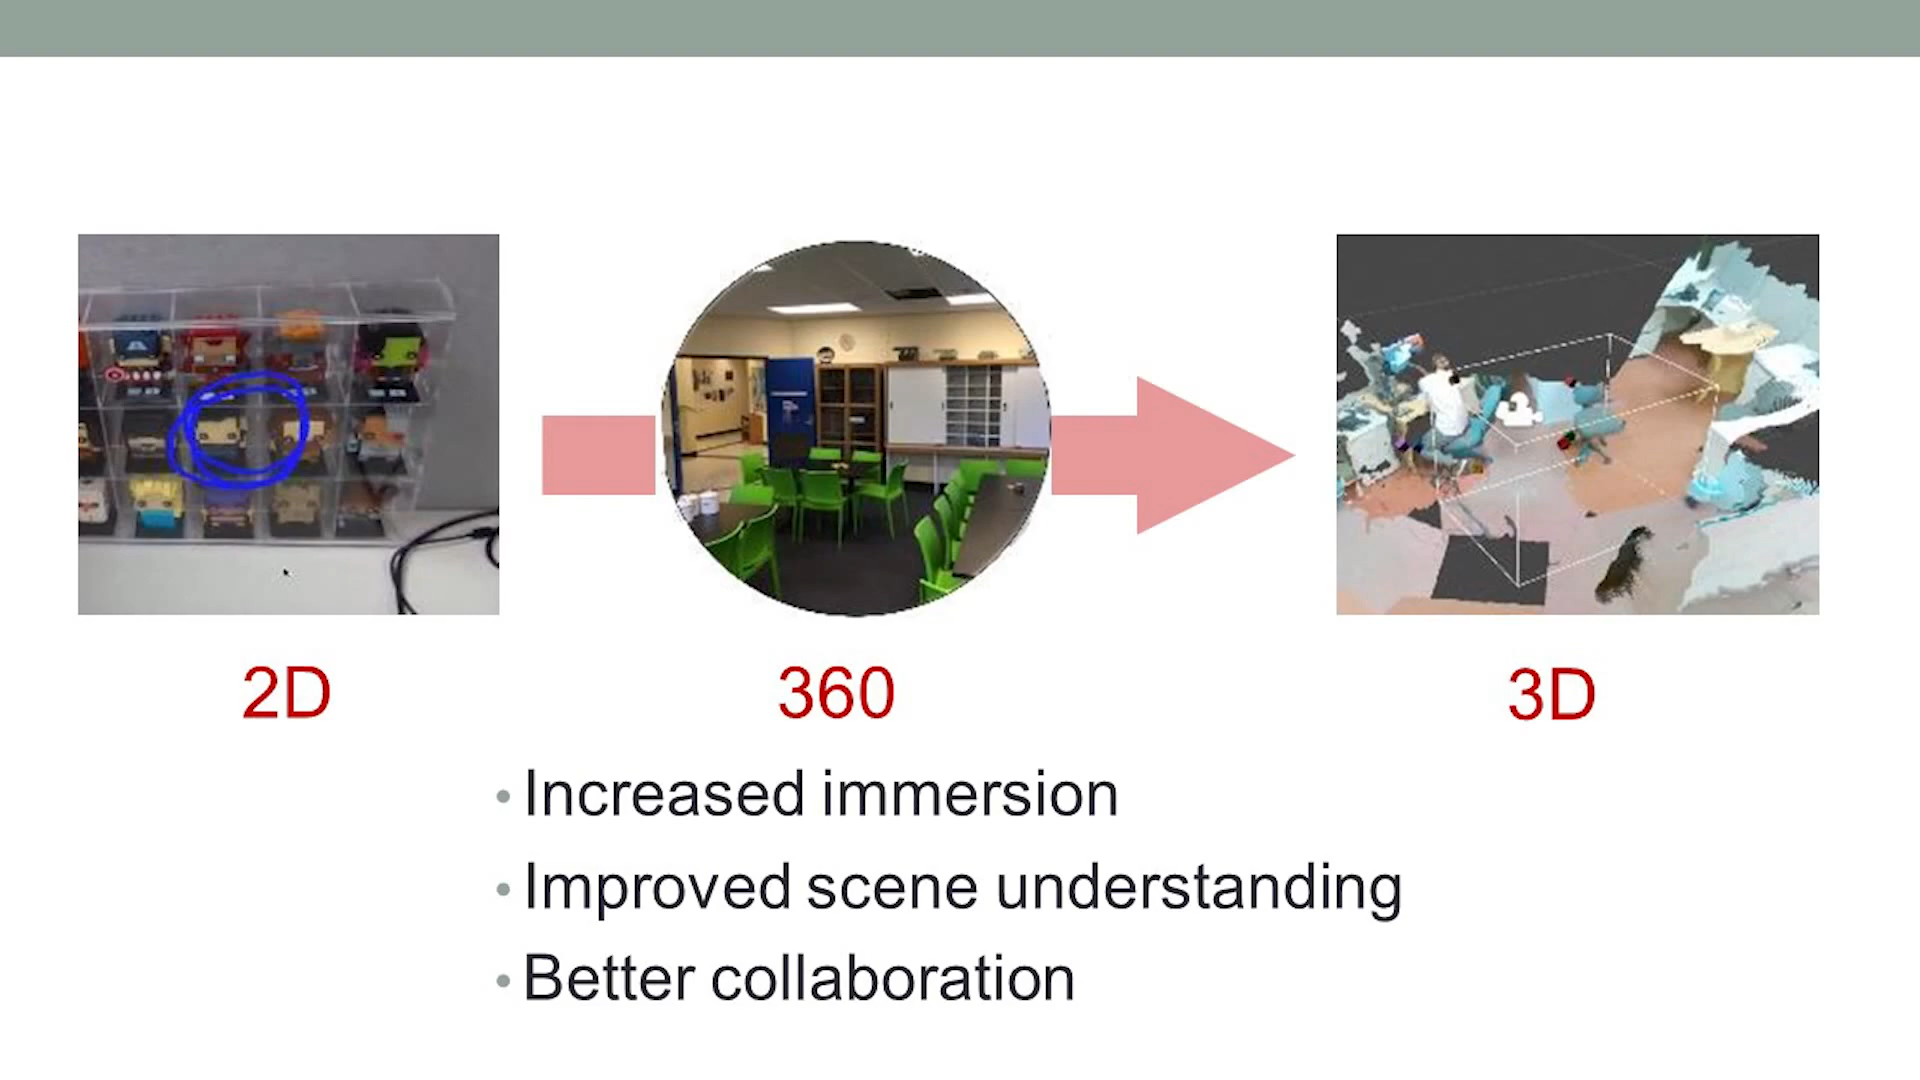 2D
360
3D
• Increased immersion
• Improved scene understanding
• Better collaboration